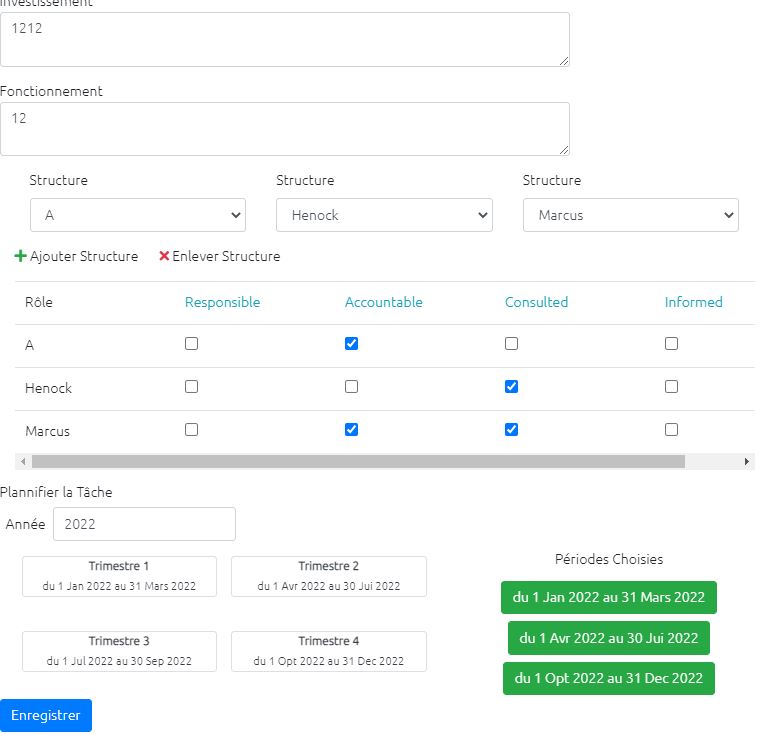 Investissement
1212
Fonctionnement
12
Structure Structure Structure
A Henock Marcus
Ajouter Structure Enlever Structure
Rôle Responsible Accountable Consulted Informed
A
Henock
Marcus
Plannifier la Tâche
Année 2022
Trimestre 1
du 1 Jan 2022 au 31 Mars 2022
Trimestre 2
du 1 Avr 2022 au 30 Jui 2022
Trimestre 3
du 1 Jul 2022 au 30 Sep 2022
Trimestre 4
du 1 Opt 2022 au 31 Dec 2022
Périodes Choisies
du 1 Jan 2022 au 31 Mars 2022
du 1 Avr 2022 au 30 Jui 2022
du 1 Opt 2022 au 31 Dec 2022
Enregistrer